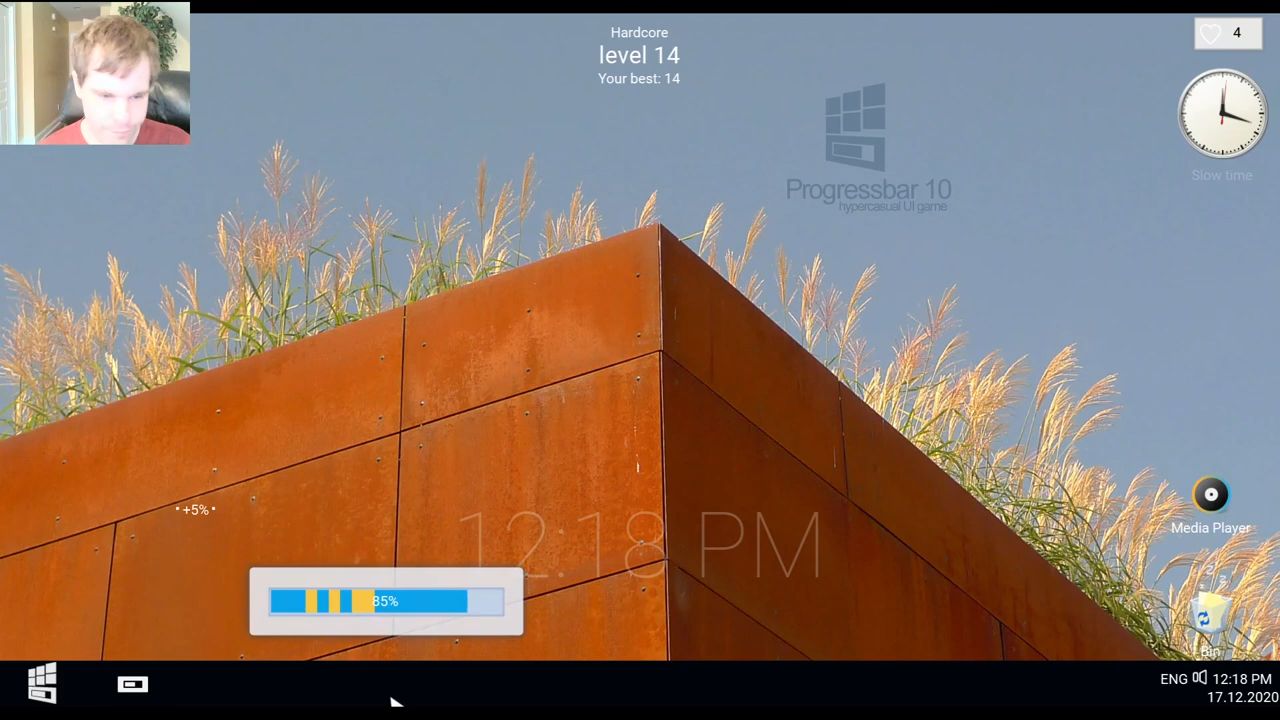 Hardcore
level 14
Your best: 14
4
Progressbar 10
hypercasual UI game
Slow time
+5%
12.18 PM
85%
Media Player
Bin
ENG 12:18 PM
17.12.2020